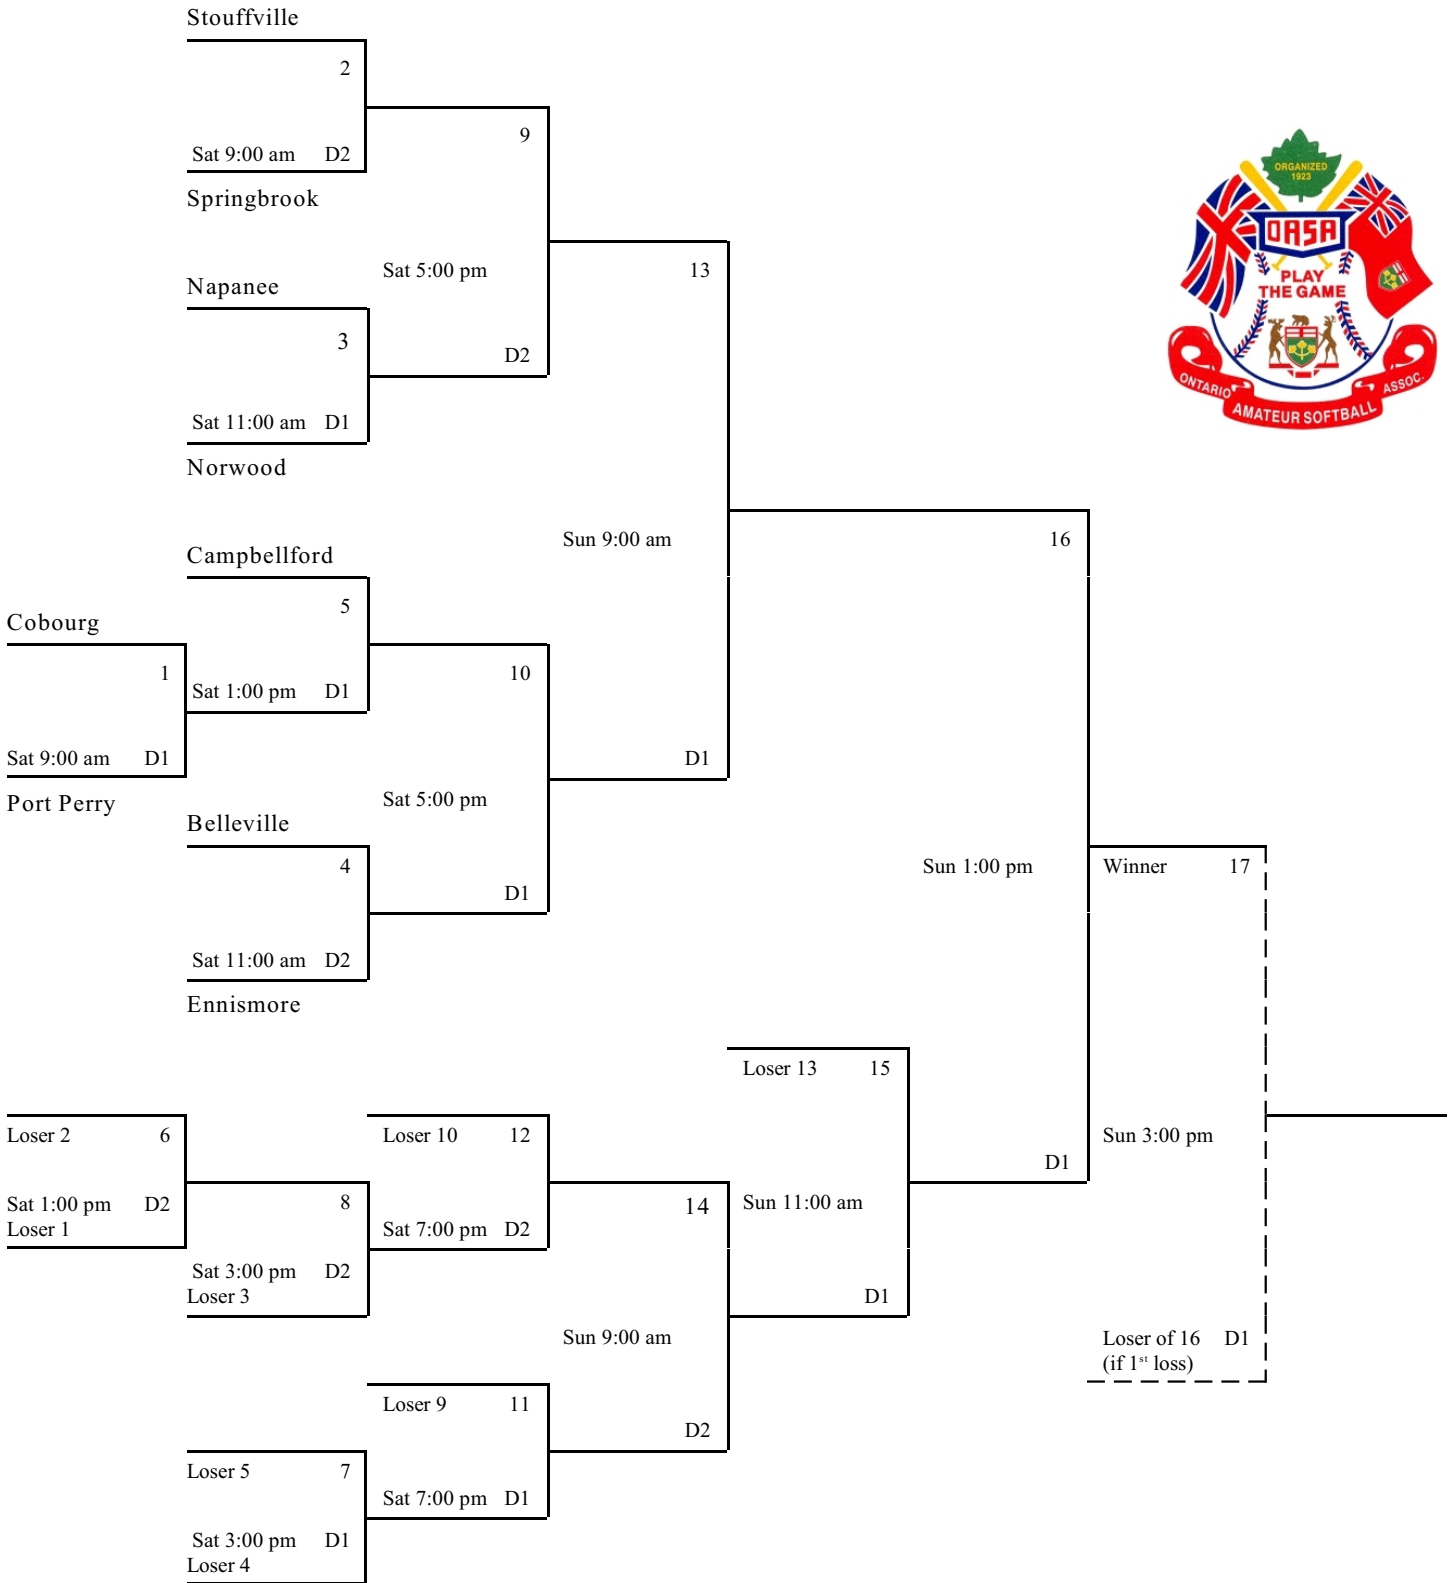 Stouffville
2
Sat 9:00 am D2
Springbrook
9
Sat 5:00 pm
D2
Napanee
3
Sat 11:00 am D1
Norwood
13
Sun 9:00 am
D1
Campbellford
5
Sat 1:00 pm D1
Cobourg
1
Sat 9:00 am D1
Port Perry
10
Sat 5:00 pm
D1
Belleville
4
Sat 11:00 am D2
Ennismore
16
Sun 1:00 pm
D1
Winner 17
Sun 3:00 pm
Loser of 16 D1
(if 1st loss)
Loser 13 15
Sun 11:00 am
D1
Loser 2 6
Sat 1:00 pm D2
Loser 1
8
Sat 3:00 pm D2
Loser 3
Loser 10 12
Sat 7:00 pm D2
14
Sun 9:00 am
D2
Loser 9 11
Sat 7:00 pm D1
Loser 5 7
Sat 3:00 pm D1
Loser 4
ORGANIZED
1923
OASA
PLAY
THE GAME
ONTARIO AMATEUR SOFTBALL ASSOC.